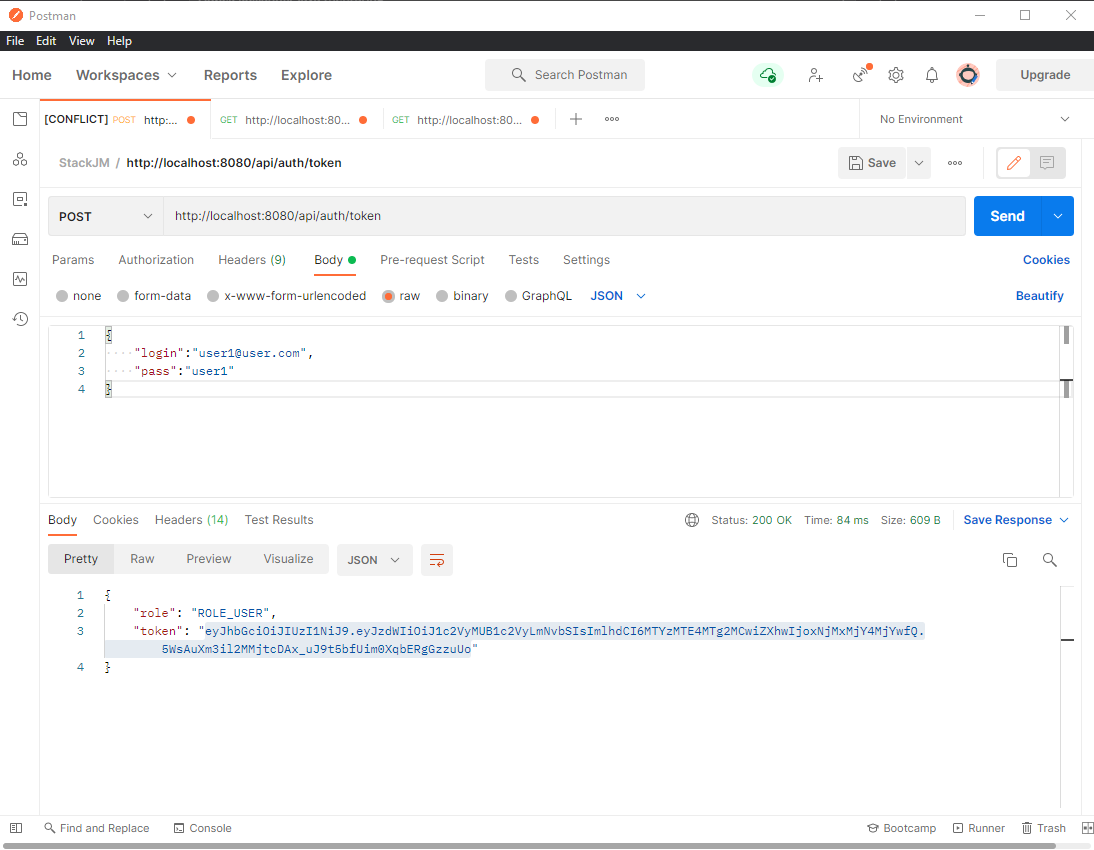 Postman
File Edit View Help
Home Workspaces Reports Explore Search Postman Upgrade
[CONFLICT] POST http:... GET http://localhost:80... GET http://localhost:80... No Environment
StackJM / http://localhost:8080/api/auth/token Save
POST http://localhost:8080/api/auth/token Send
Params Authorization Headers (9) Body Pre-request Script Tests Settings Cookies
none form-data x-www-form-urlencoded raw binary GraphQL JSON Beautify
1 {
2 "login":"user1@user.com",
3 "pass":"user1"
4 }
Body Cookies Headers (14) Test Results Status: 200 OK Time: 84 ms Size: 609 B Save Response
Pretty Raw Preview Visualize JSON
1 {
2 "role": "ROLE_USER",
3 "token": "eyJhbGciOiJIUzI1NiJ9.eyJzdWIiOiJ1c2VyMUB1c2VyLmNvbSIsImlhdCI6MTYzMTE4MTg2MCwiZXhwIjoxNjMxMjY4MjYwfQ.
5WsAuXm3il2MMjtcDAx_uJ9t5bfUim0XqbERgGzzuUo"
4 }
Find and Replace Console Bootcamp Runner Trash